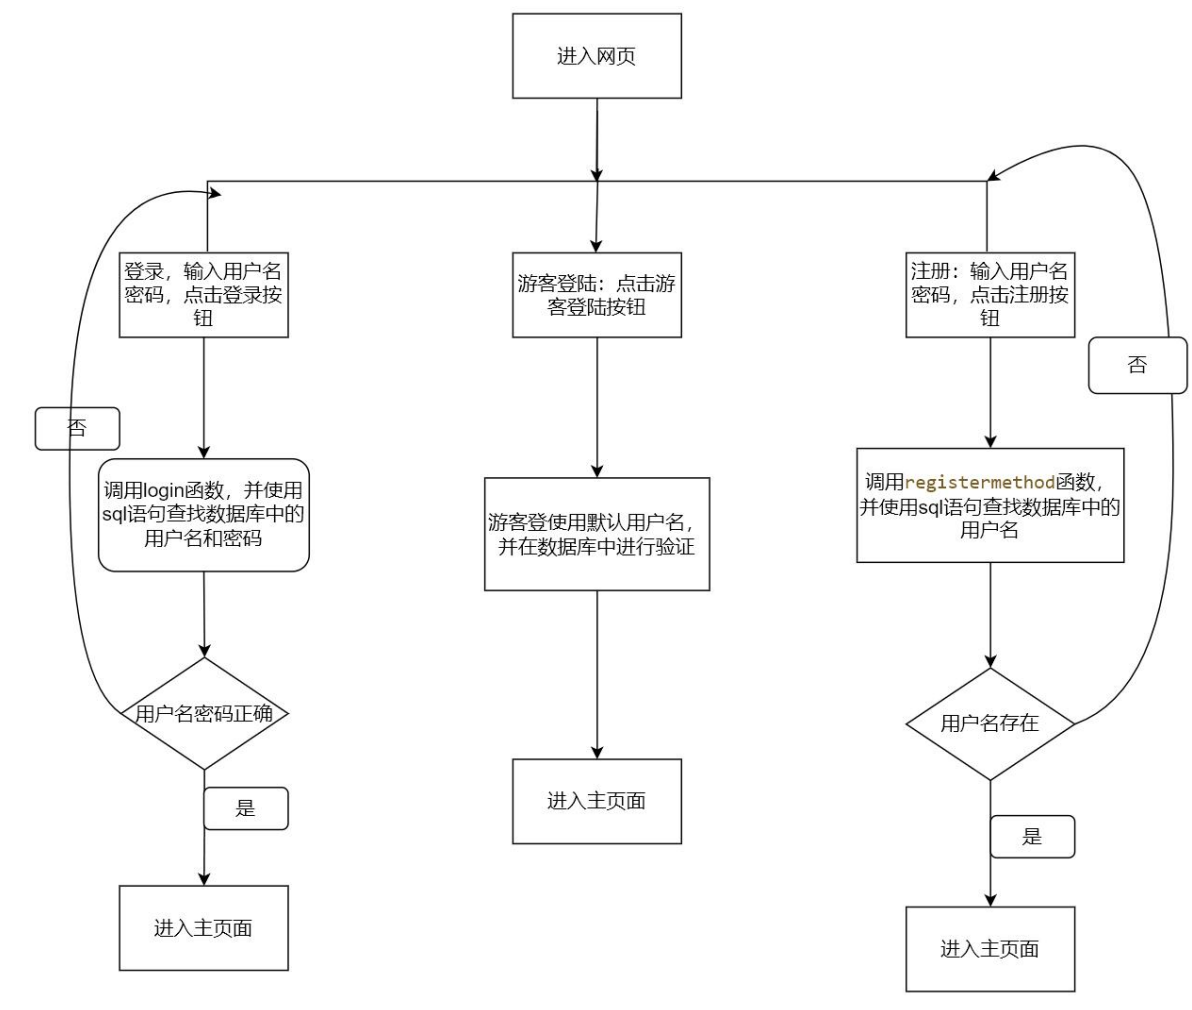 进入网页
登录，输入用户名
密码，点击登录按
钮
游客登陆：点击游
客登陆按钮
注册：输入用户名
密码，点击注册按
钮
否
否
调用login函数，并使用
sql语句查找数据库中的
用户名和密码
游客登使用默认用户名，
并在数据库中进行验证
调用registermethod函数，
并使用sql语句查找数据库中的
用户名
用户名密码正确
用户名存在
是
进入主页面
是
进入主页面
进入主页面